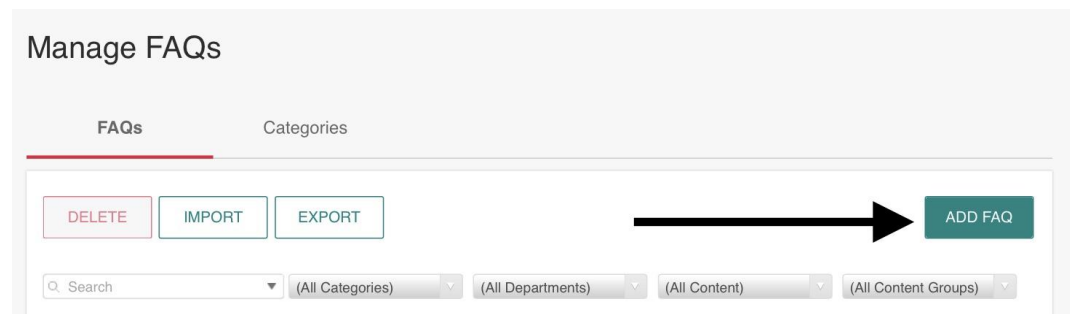 Manage FAQs
FAQs Categories
DELETE IMPORT EXPORT ADD FAQ
Search (All Categories) (All Departments) (All Content) (All Content Groups)